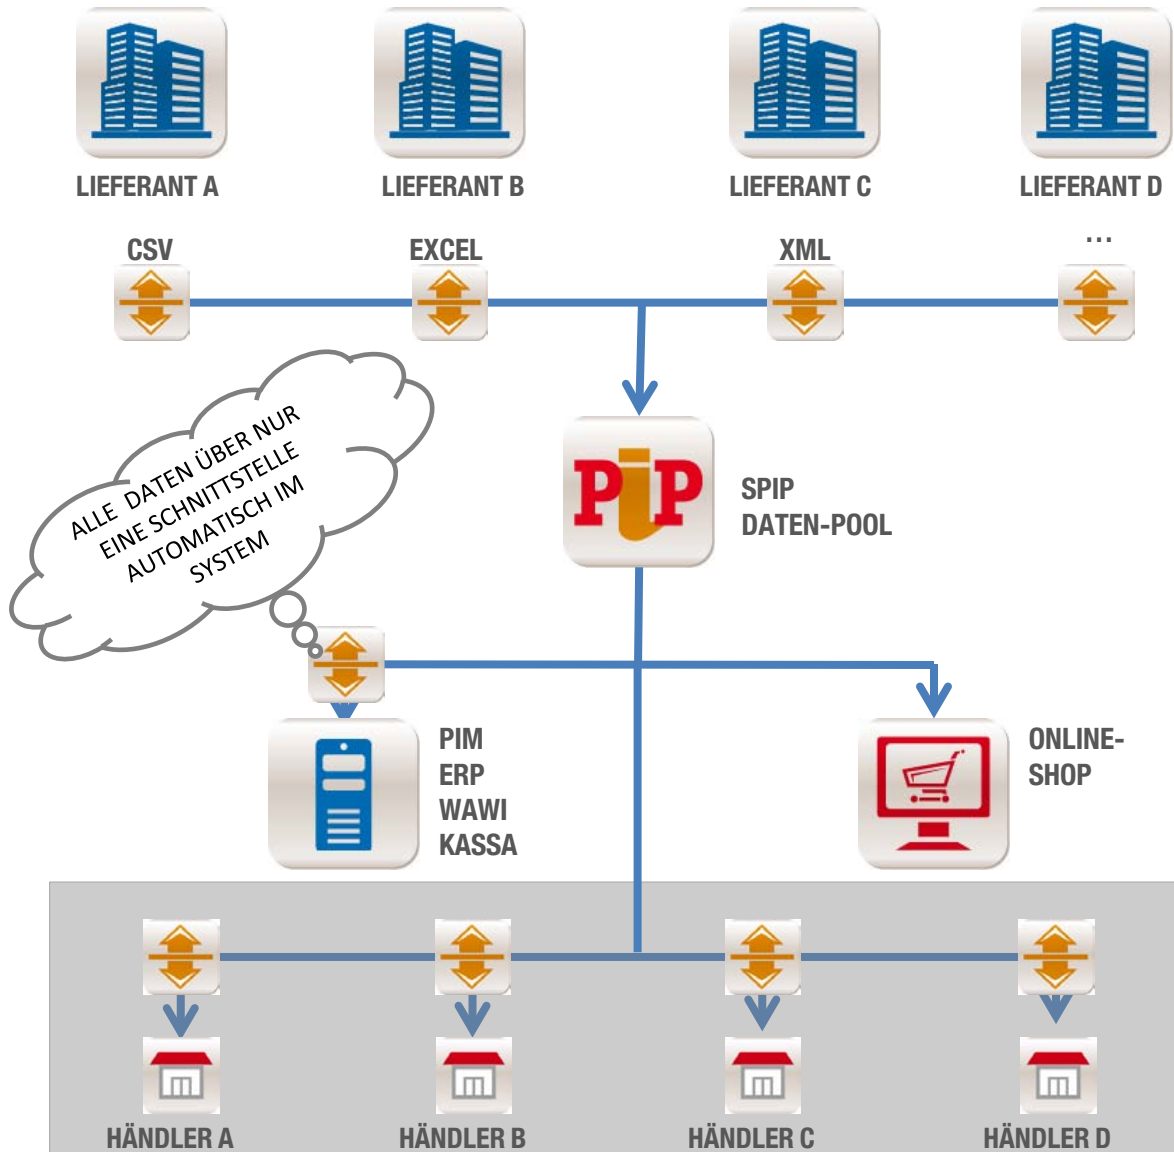 LIEFERANT A
LIEFERANT B
LIEFERANT C
LIEFERANT D
CSV
EXCEL
XML
...
ALLE DATEN ÜBER NUR
EINE SCHNITTSTELLE
AUTOMATISCH IM
SYSTEM
PiP
SPIP
DATEN-POOL
PIM
ERP
WAWI
KASSA
ONLINE-
SHOP
HÄNDLER A
HÄNDLER B
HÄNDLER C
HÄNDLER D